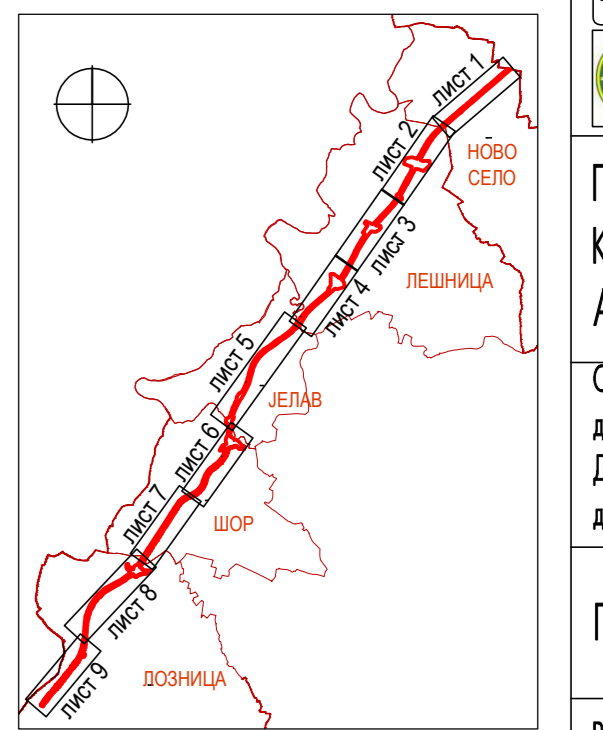 ЛИСТ 1
ЛИСТ 2
НОВО
СЕЛО
ЛИСТ 3
ЛЕШНИЦА
ЛИСТ 4
ЛИСТ 5
ЈЕЛАВ
ЛИСТ 6
ЛИСТ 7
ШОР
ЛИСТ 8
ЛОЗНИЦА
ЛИСТ 9